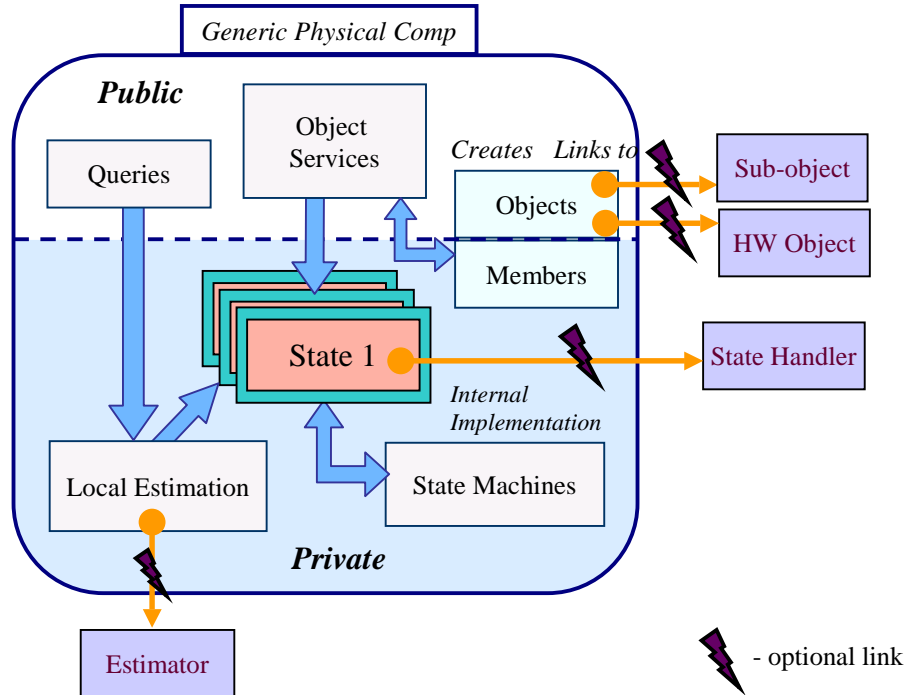 Generic Physical Comp
Public
Object
Services
Queries
Creates Links to
Objects
Members
Sub-object
HW Object
State 1
State Handler
Internal
Implementation
Local Estimation
State Machines
Private
Estimator
- optional link